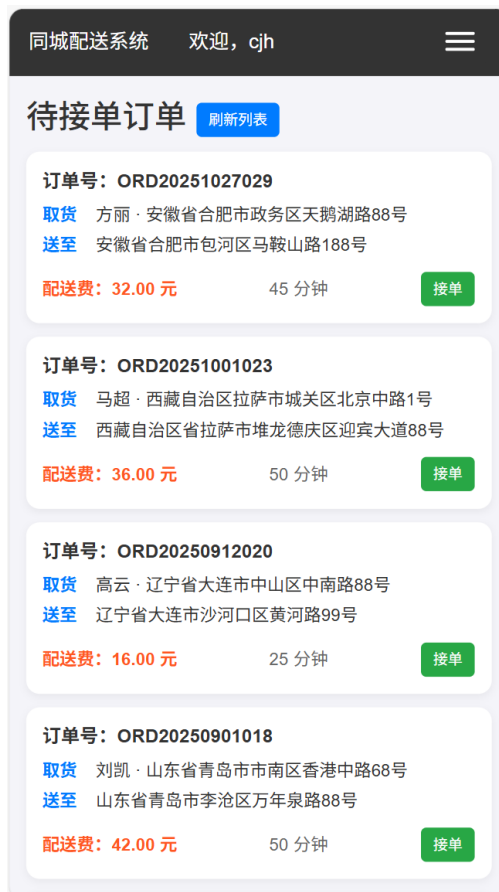 同城配送系统 欢迎，cjh
待接单订单 刷新列表
订单号：ORD20251027029
取货 方丽 · 安徽省合肥市政务区天鹅湖路88号
送至 安徽省合肥市包河区马鞍山路188号
配送费：32.00 元 45 分钟 接单
订单号：ORD20251001023
取货 马超 · 西藏自治区拉萨市城关区北京中路1号
送至 西藏自治区省拉萨市堆龙德庆区迎宾大道88号
配送费：36.00 元 50 分钟 接单
订单号：ORD20250912020
取货 高云 · 辽宁省大连市中山区中南路88号
送至 辽宁省大连市沙河口区黄河路99号
配送费：16.00 元 25 分钟 接单
订单号：ORD20250901018
取货 刘凯 · 山东省青岛市市南区香港中路68号
送至 山东省青岛市李沧区万年泉路88号
配送费：42.00 元 50 分钟 接单